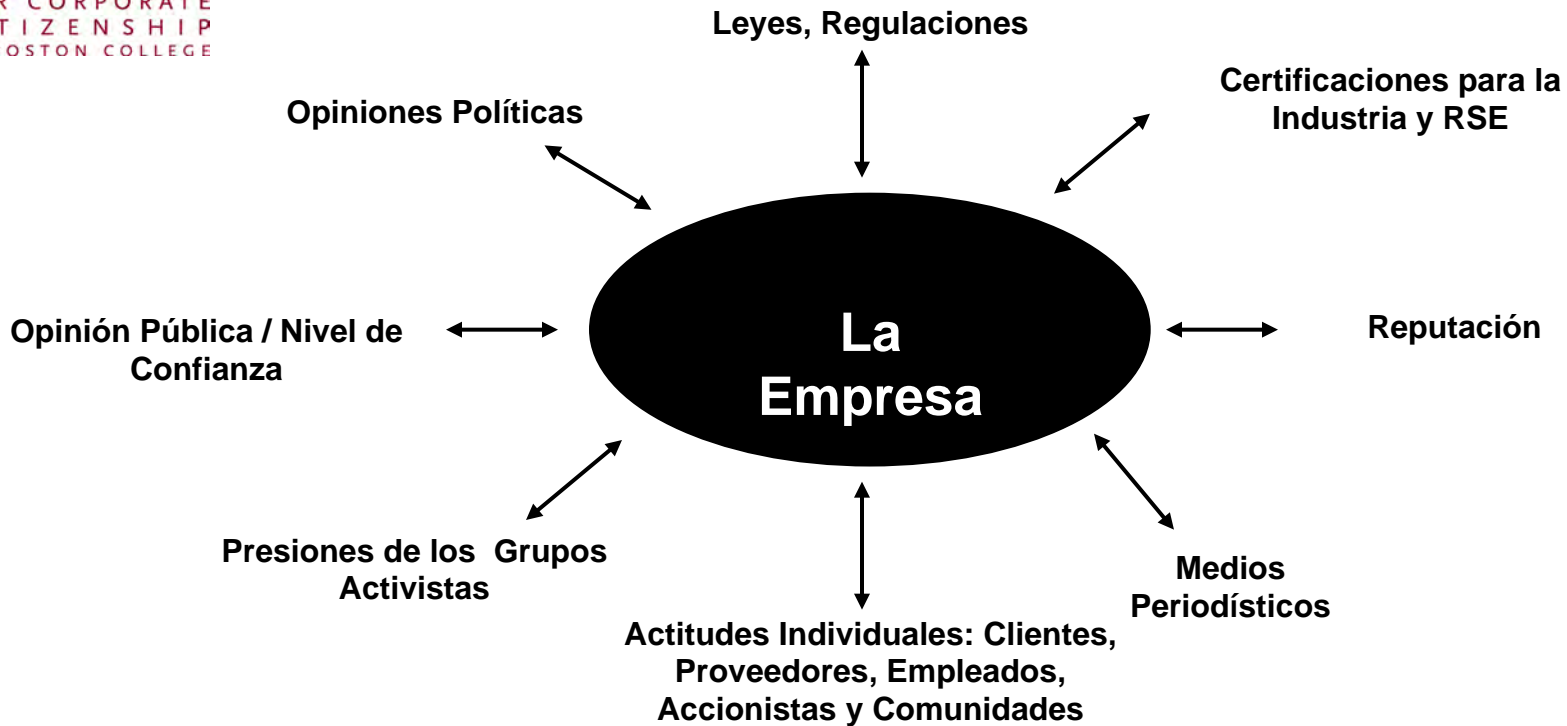 R CORPORATE
TIZENSHIP
OSTON COLLEGE
Leyes, Regulaciones
Certificaciones para la
Industria y RSE
Opiniones Políticas
La
Empresa
Opinión Pública / Nivel de
Confianza
Reputación
Presiones de los Grupos
Activistas
Medios
Periodísticos
Actitudes Individuales: Clientes,
Proveedores, Empleados,
Accionistas y Comunidades